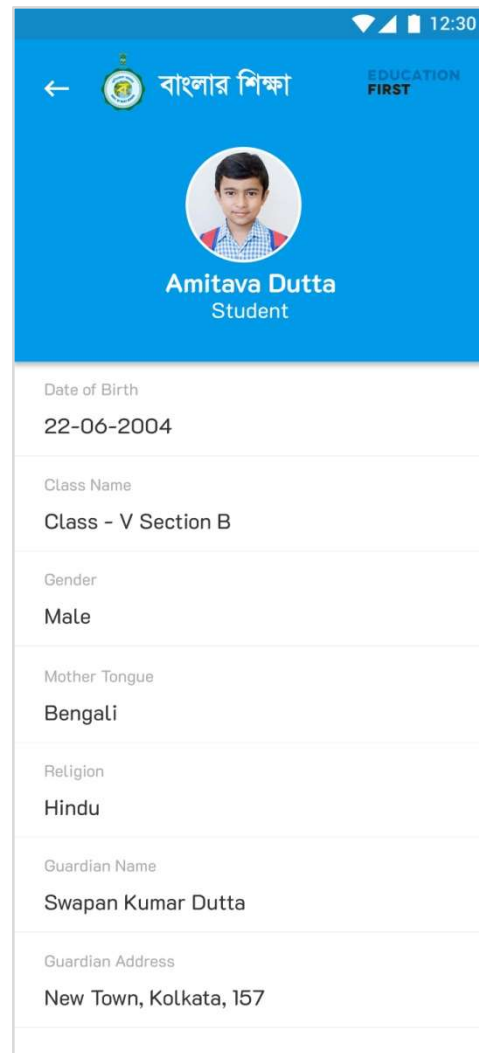 12:30
বাংলার শিক্ষা
EDUCATION
FIRST
Amitava Dutta
Student
Date of Birth
22-06-2004
Class Name
Class - V Section B
Gender
Male
Mother Tongue
Bengali
Religion
Hindu
Guardian Name
Swapan Kumar Dutta
Guardian Address
New Town, Kolkata, 157